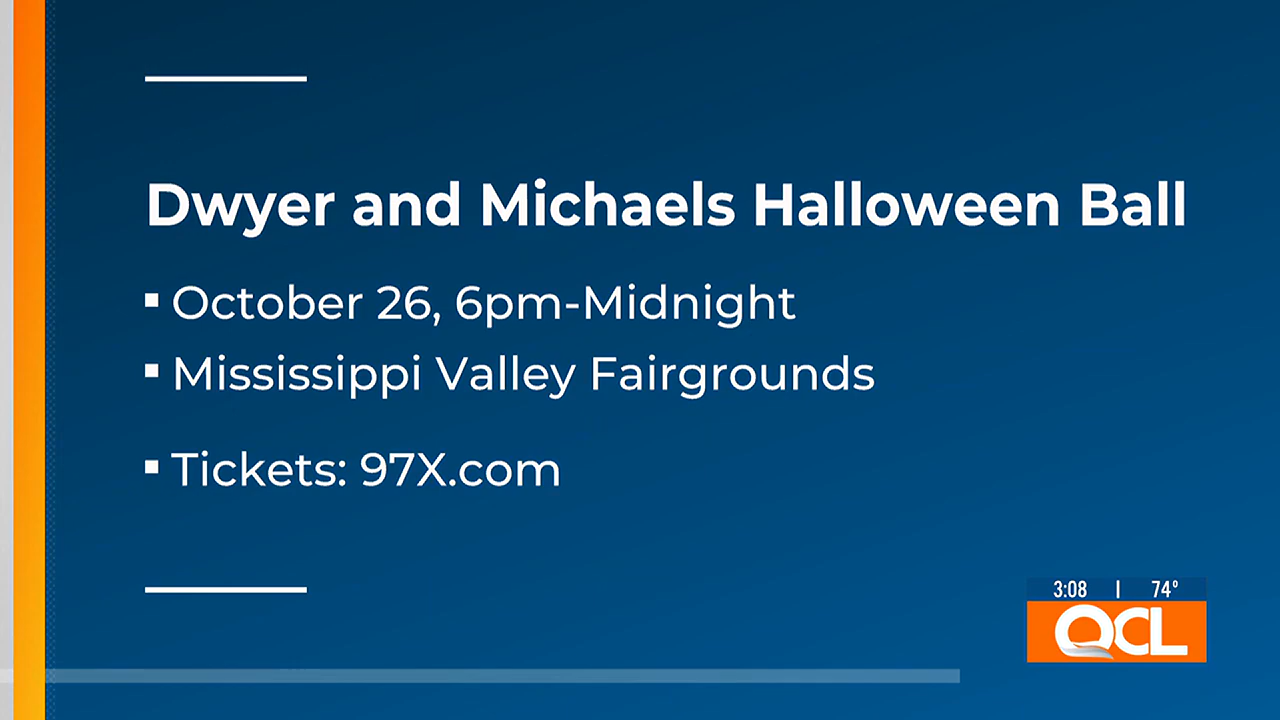 Dwyer and Michaels Halloween Ball
▪ October 26, 6pm-Midnight
▪ Mississippi Valley Fairgrounds
▪ Tickets: 97X.com
3:08 | 74°
QCL